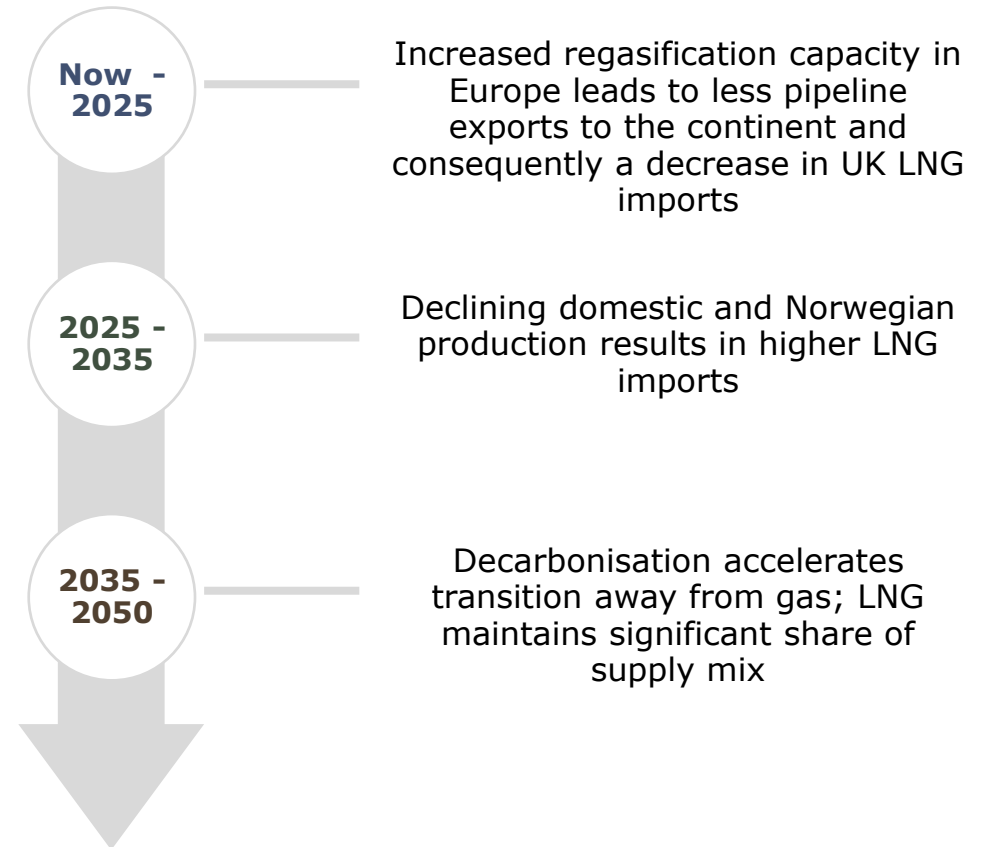 Now -
2025
Increased regasification capacity in
Europe leads to less pipeline
exports to the continent and
consequently a decrease in UK LNG
imports
2025 -
2035
Declining domestic and Norwegian
production results in higher LNG
imports
2035 -
2050
Decarbonisation accelerates
transition away from gas; LNG
maintains significant share of
supply mix